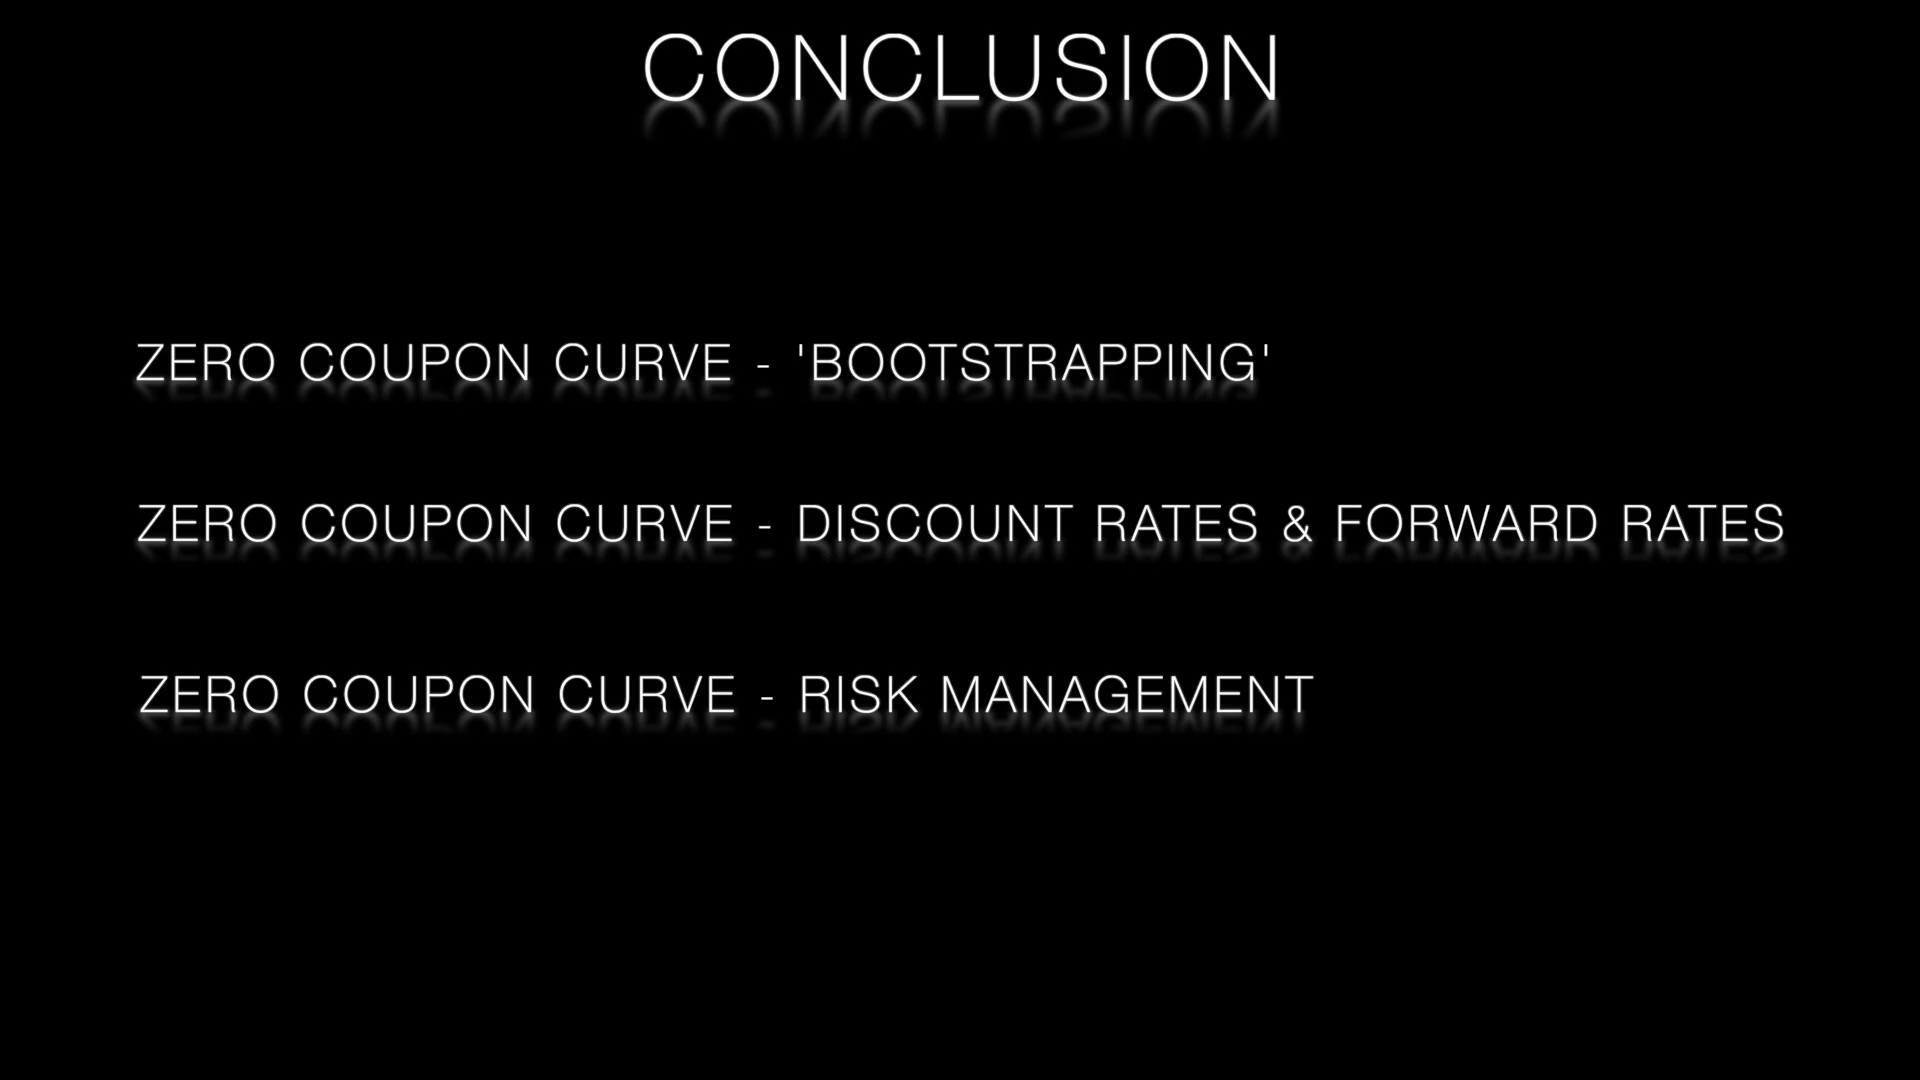 CONCLUSION
ZERO COUPON CURVE - 'BOOTSTRAPPING'
ZERO COUPON CURVE - DISCOUNT RATES & FORWARD RATES
ZERO COUPON CURVE - RISK MANAGEMENT